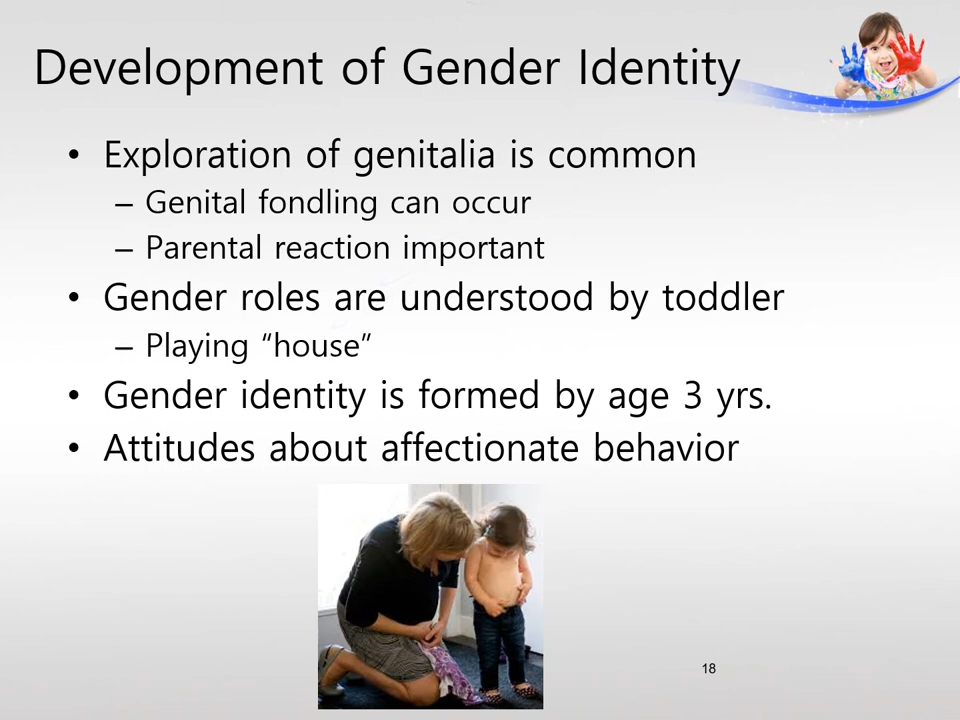 Development of Gender Identity
• Exploration of genitalia is common
– Genital fondling can occur
– Parental reaction important
• Gender roles are understood by toddler
– Playing “house”
• Gender identity is formed by age 3 yrs.
• Attitudes about affectionate behavior
18